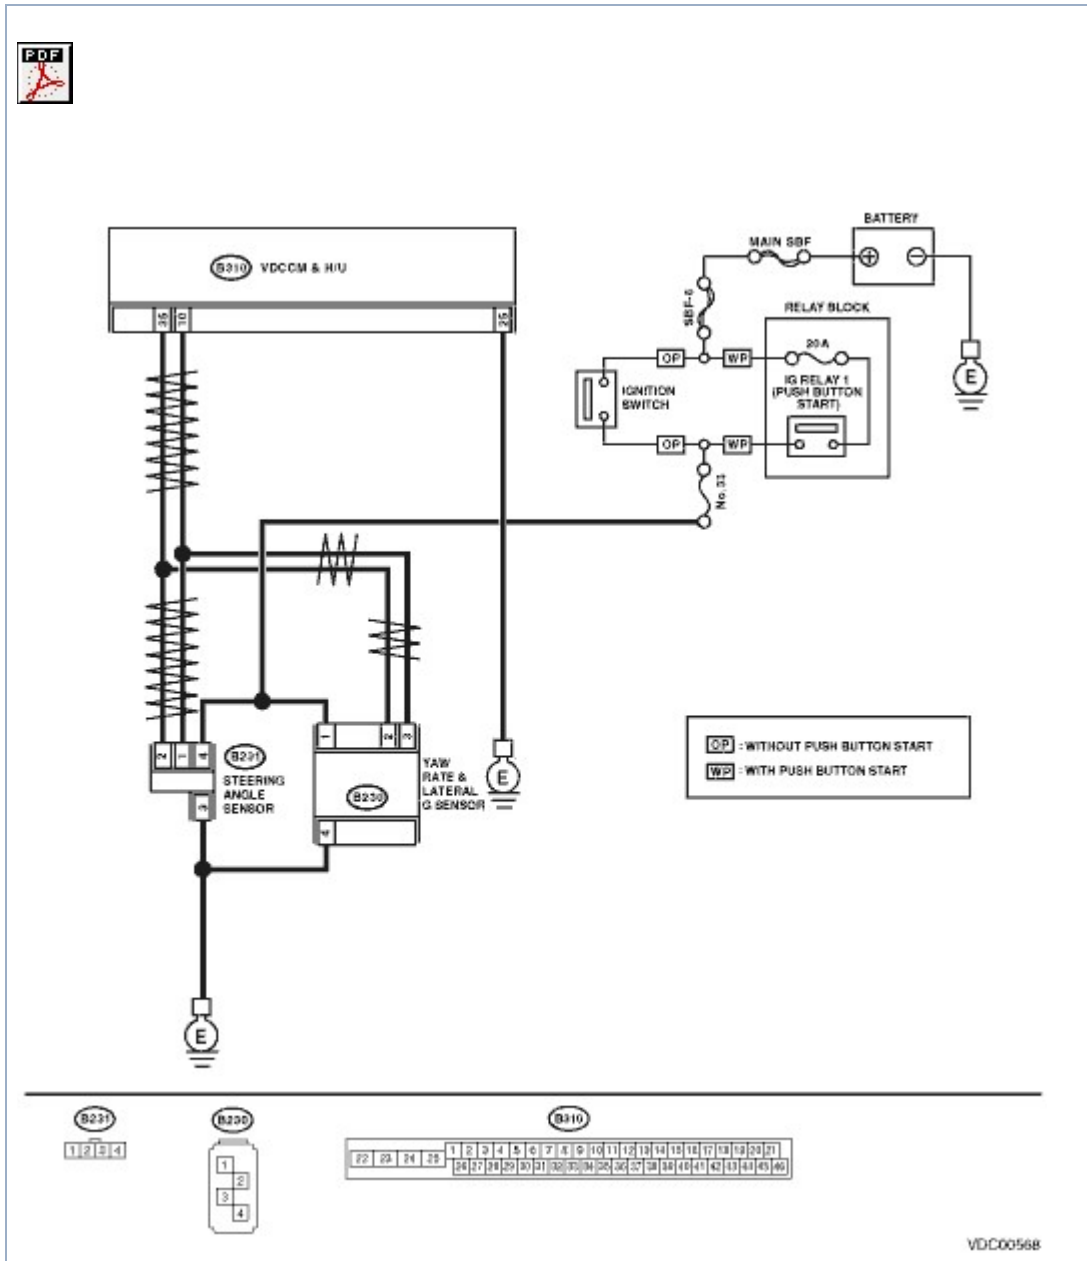 PDF
BATTERY
MAIN SBF
SBF-6
RELAY BLOCK
B310 VDCCM & H/U
35 10 25
OP WP
20A
E
IGNITION
SWITCH
IG RELAY 1
(PUSH BUTTON
START)
OP WP
No.33
2 1 4
B231
STEERING
ANGLE
SENSOR
3
1 2 3
B230
4
YAW
RATE &
LATERAL
G SENSOR
E
OP : WITHOUT PUSH BUTTON START
WP : WITH PUSH BUTTON START
E
B231
1 2 3 4
B230
1
2
3
4
B310
22 23 24 25 1 2 3 4 5 6 7 8 9 10 11 12 13 14 15 16 17 18 19 20 21
26 27 28 29 30 31 32 33 34 35 36 37 38 39 40 41 42 43 44 45 46
VDC00568